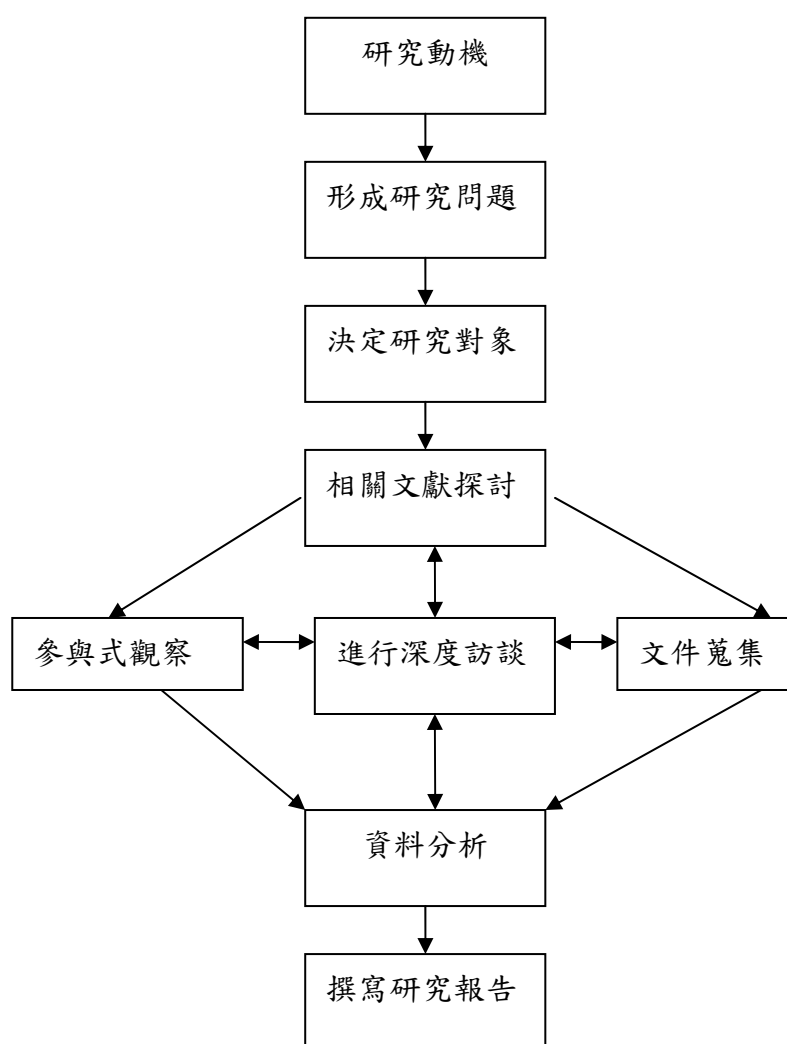 研究動機
形成研究問題
決定研究對象
相關文獻探討
參與式觀察
進行深度訪談
文件蒐集
資料分析
撰寫研究報告